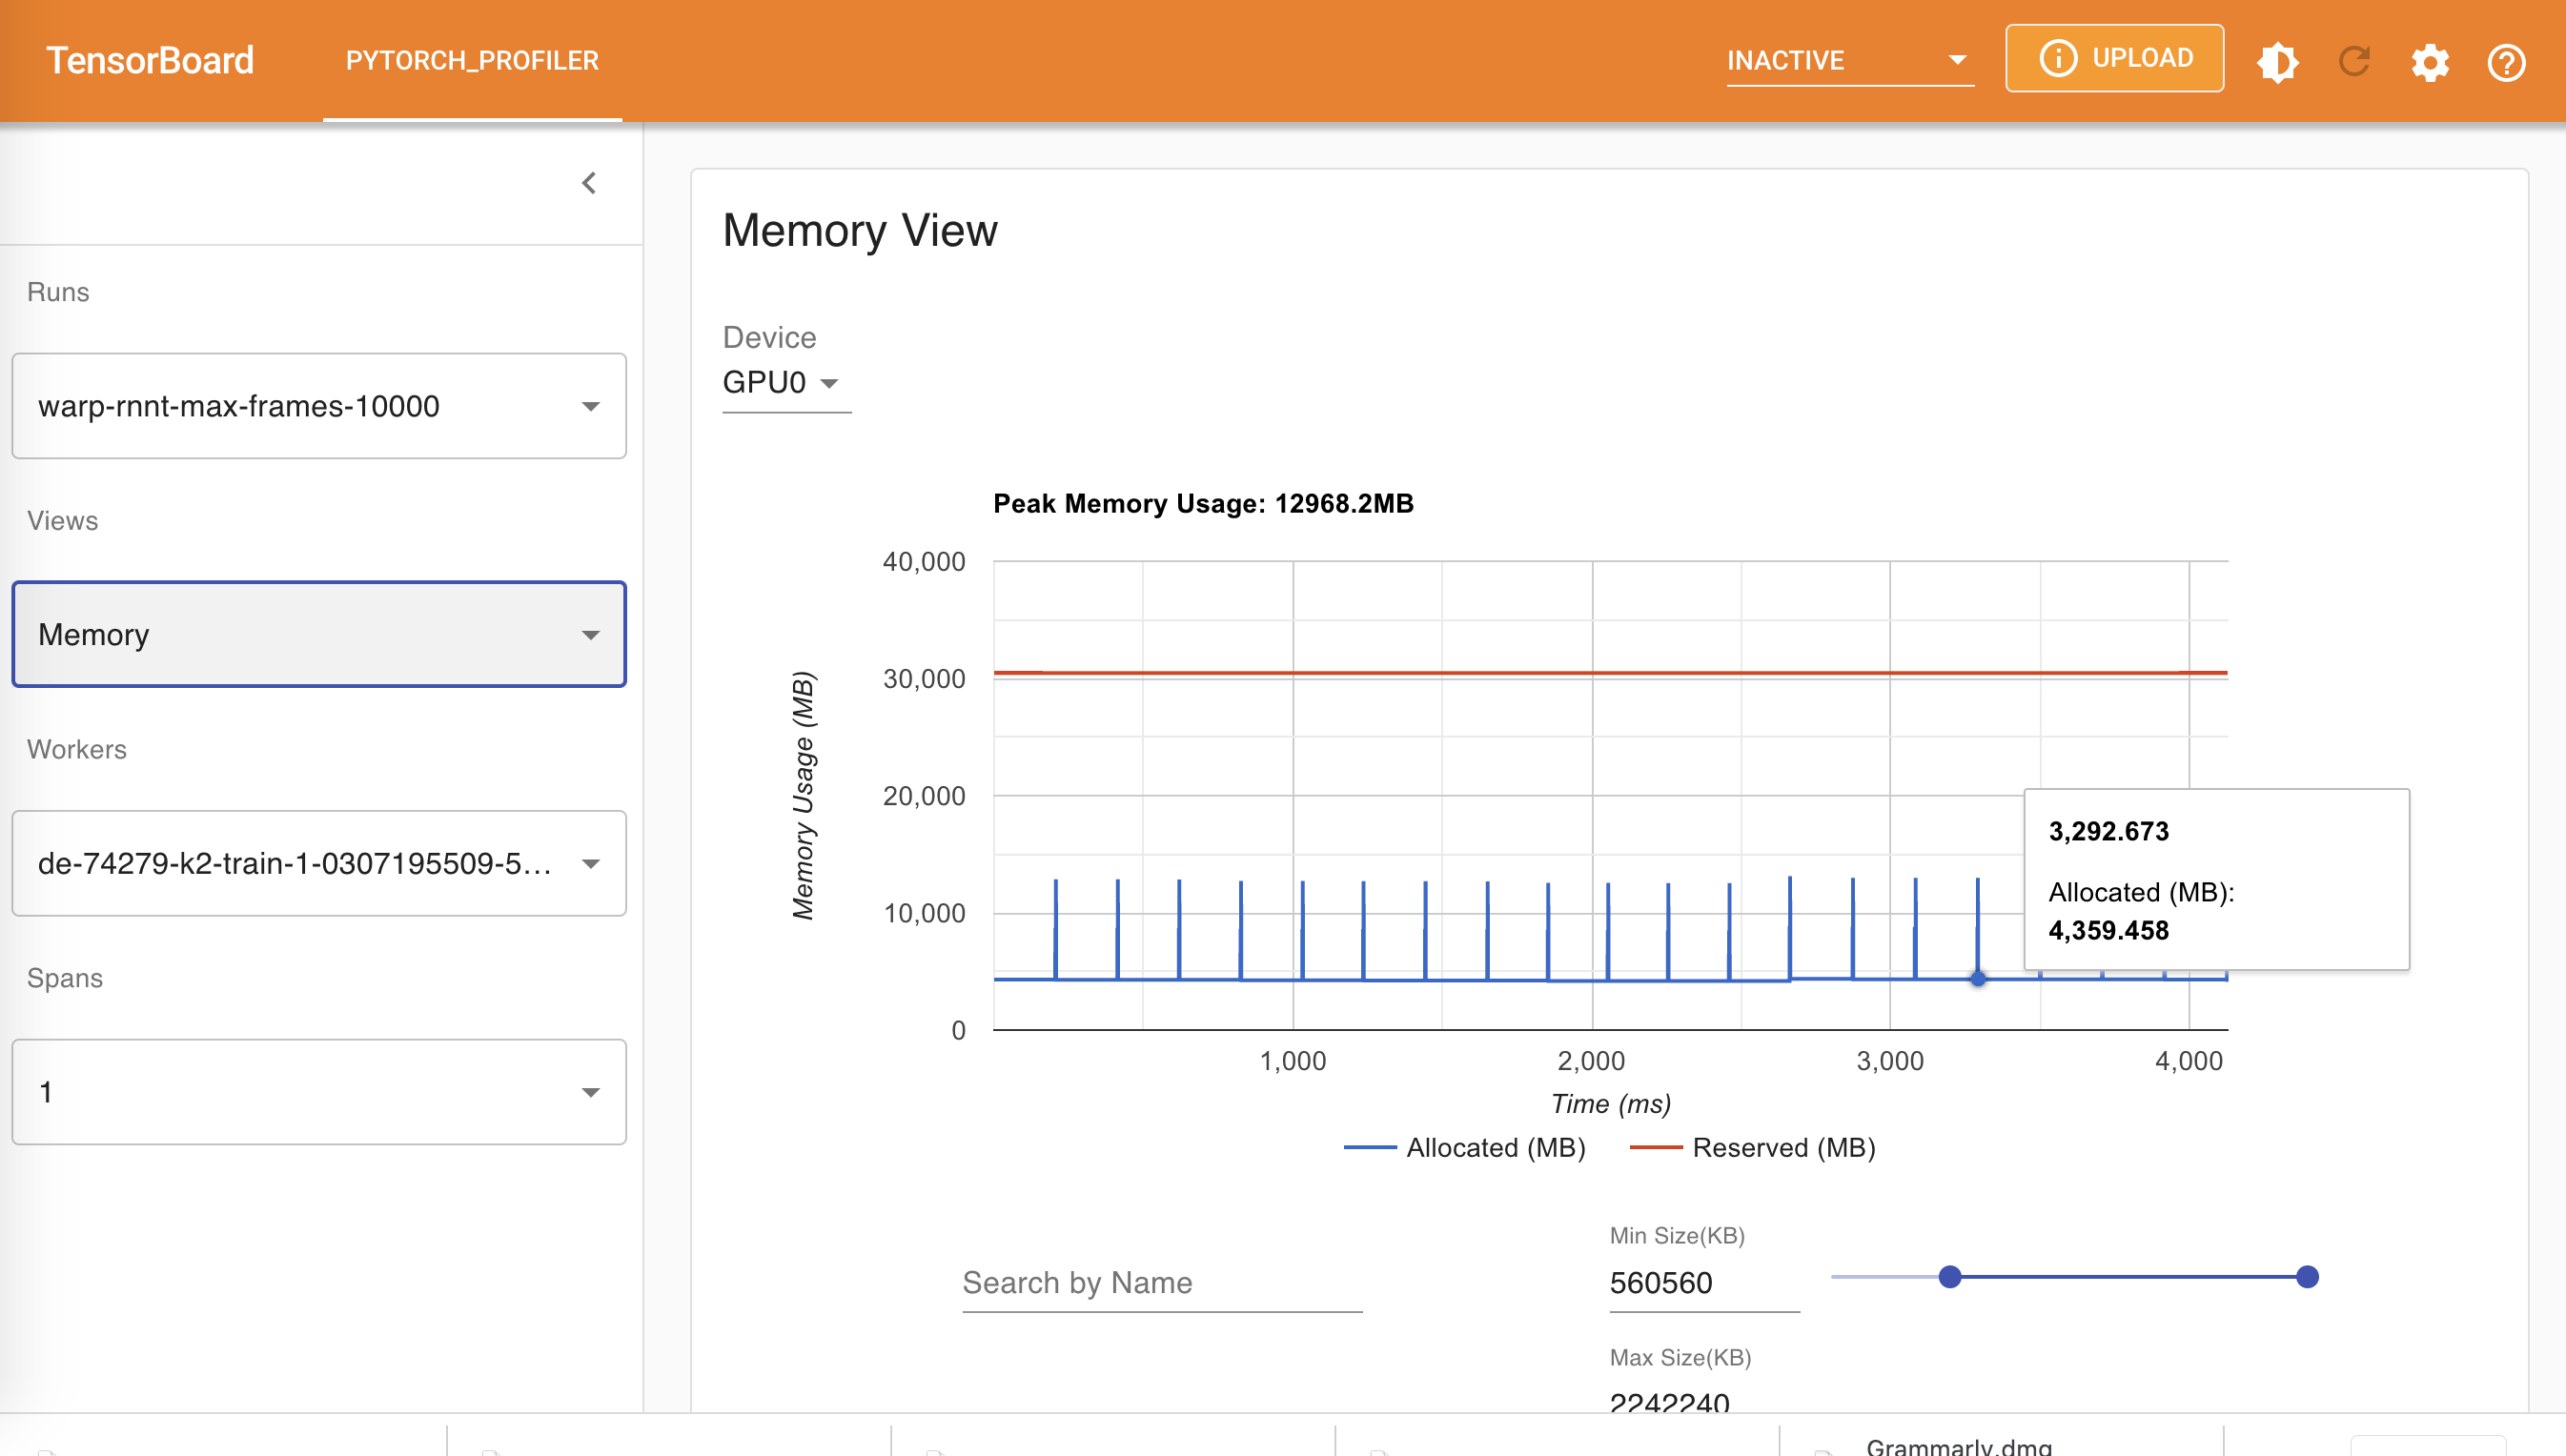 TensorBoard
PYTORCH_PROFILER
INACTIVE
UPLOAD
Runs
warp-rnnt-max-frames-10000
Views
Memory
Workers
de-74279-k2-train-1-0307195509-5...
Spans
1
Memory View
Device
GPU0
Peak Memory Usage: 12968.2MB
Memory Usage (MB)
40,000
30,000
20,000
10,000
0
3,292.673
Allocated (MB):
4,359.458
1,000 2,000 3,000 4,000
Time (ms)
Allocated (MB) Reserved (MB)
Search by Name
Min Size(KB)
560560
Max Size(KB)
2242240
Grammarly.dmg